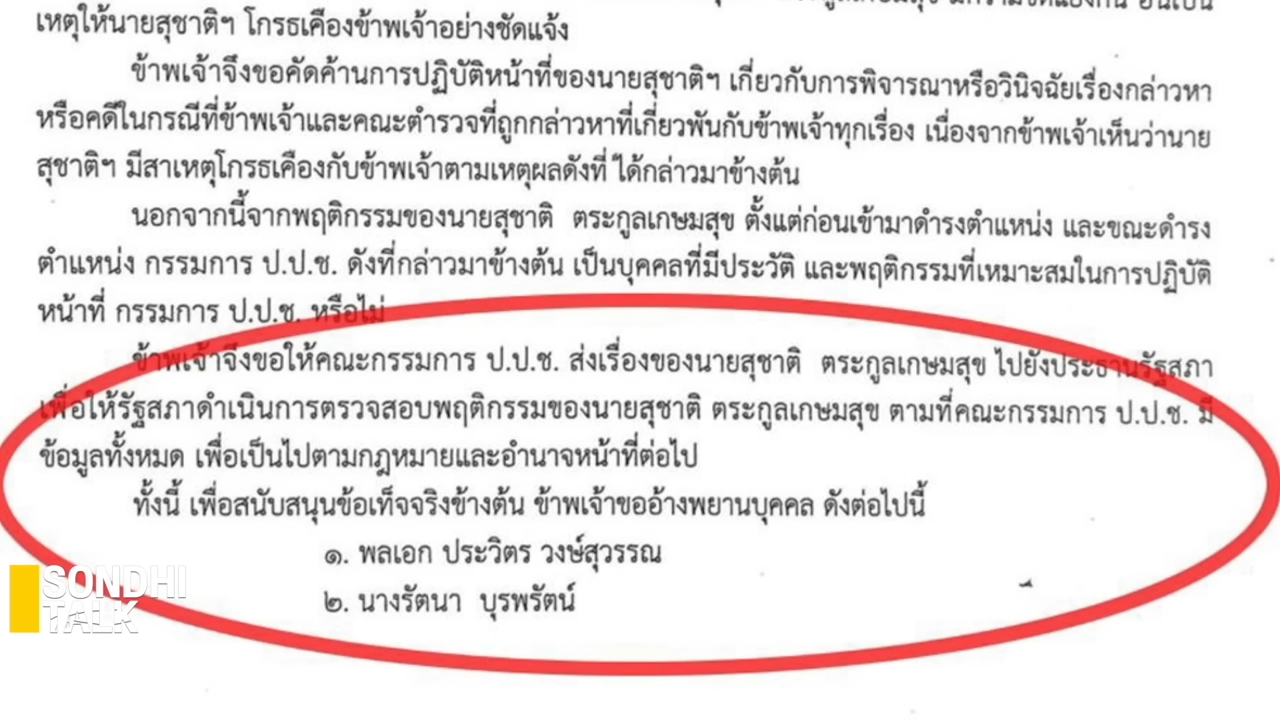 เหตุให้นายสุชาติฯ โกรธเคืองข้าพเจ้าอย่างชัดแจ้ง
ข้าพเจ้าจึงขอคัดค้านการปฏิบัติหน้าที่ของนายสุชาติฯ เกี่ยวกับการพิจารณาหรือวินิจฉัยเรื่องกล่าวหา
หรือคดีในกรณีที่ข้าพเจ้าและคณะตำรวจที่ถูกกล่าวหาที่เกี่ยวพันกับข้าพเจ้าทุกเรื่อง เนื่องจากข้าพเจ้าเห็นว่านาย
สุชาติฯ มีสาเหตุโกรธเคืองกับข้าพเจ้าตามเหตุผลดังที่ ได้กล่าวมาข้างต้น
นอกจากนี้จากพฤติกรรมของนายสุชาติ ตระกูลเกษมสุข ตั้งแต่ก่อนเข้ามาดำรงตำแหน่ง และขณะดำรง
ตำแหน่ง กรรมการ ป.ป.ช. ดังที่กล่าวมาข้างต้น เป็นบุคคลที่มีประวัติ และพฤติกรรมที่เหมาะสมในการปฏิบัติ
หน้าที่ กรรมการ ป.ป.ช. หรือไม่
ข้าพเจ้าจึงขอให้คณะกรรมการ ป.ป.ช. ส่งเรื่องของนายสุชาติ ตระกูลเกษมสุข ไปยังประธานรัฐสภา
เพื่อให้รัฐสภาดำเนินการตรวจสอบพฤติกรรมของนายสุชาติ ตระกูลเกษมสุข ตามที่คณะกรรมการ ป.ป.ช. มี
ข้อมูลทั้งหมด เพื่อเป็นไปตามกฎหมายและอำนาจหน้าที่ต่อไป
ทั้งนี้ เพื่อสนับสนุนข้อเท็จจริงข้างต้น ข้าพเจ้าขออ้างพยานบุคคล ดังต่อไปนี้
๑. พลเอก ประวิตร วงษ์สุวรรณ
๒. นางรัตนา บุรพรัตน์
SONDHI
TALK